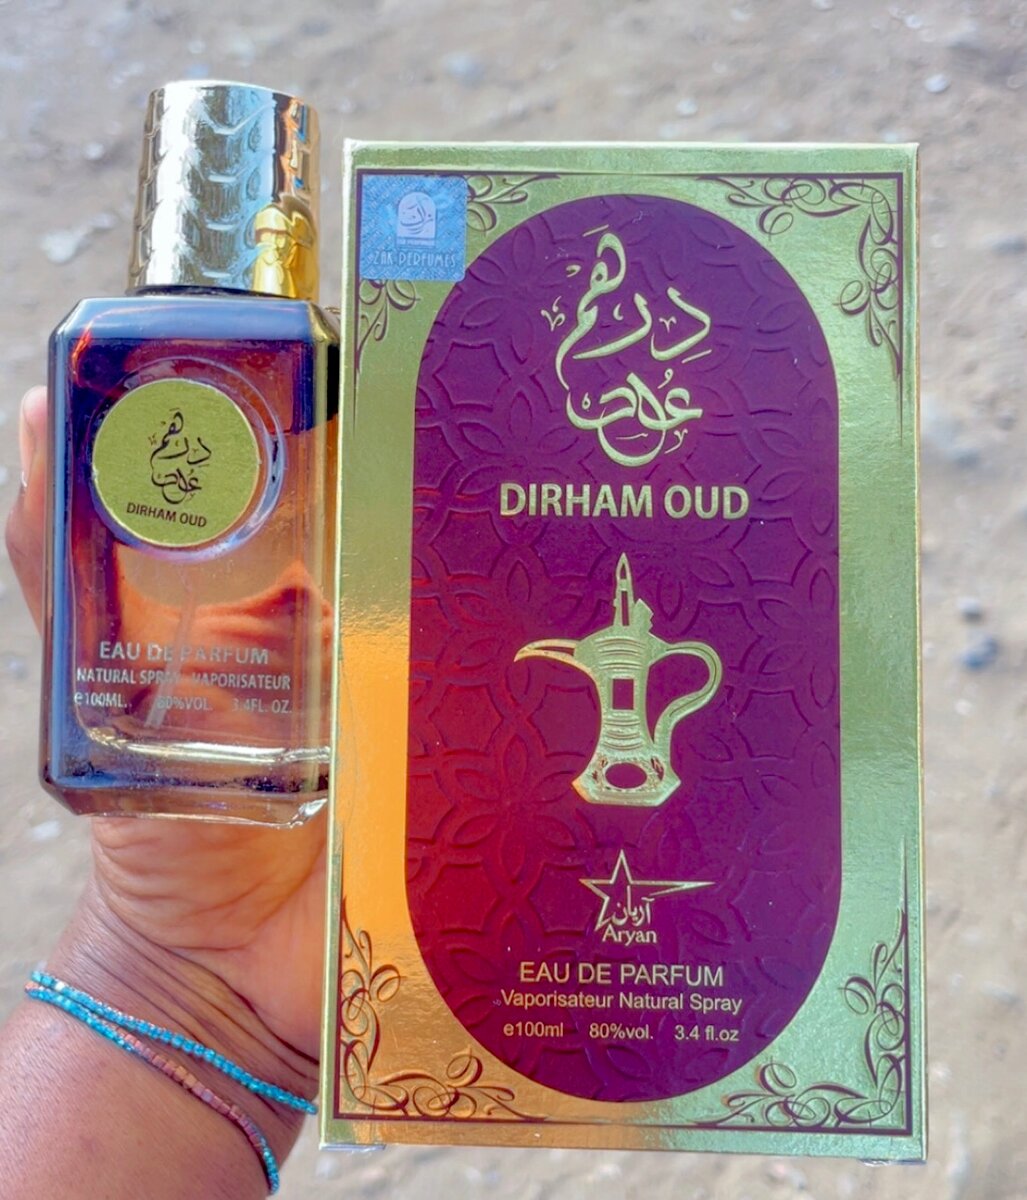 درهم
عود
DIRHAM OUD
EAU DE PARFUM
NATURAL SPRAY - VAPORISATEUR
e100ML. 80%VOL. 3.4FL. OZ.
ZAK PERFUMES
درهم
عود
DIRHAM OUD
آريان
Aryan
EAU DE PARFUM
Vaporisateur Natural Spray
e100ml 80%vol. 3.4 fl.oz